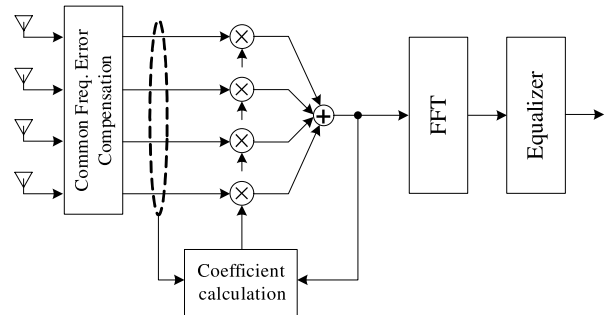 Common Freq. Error
Compensation
FFT
Equalizer
Coefficient
calculation